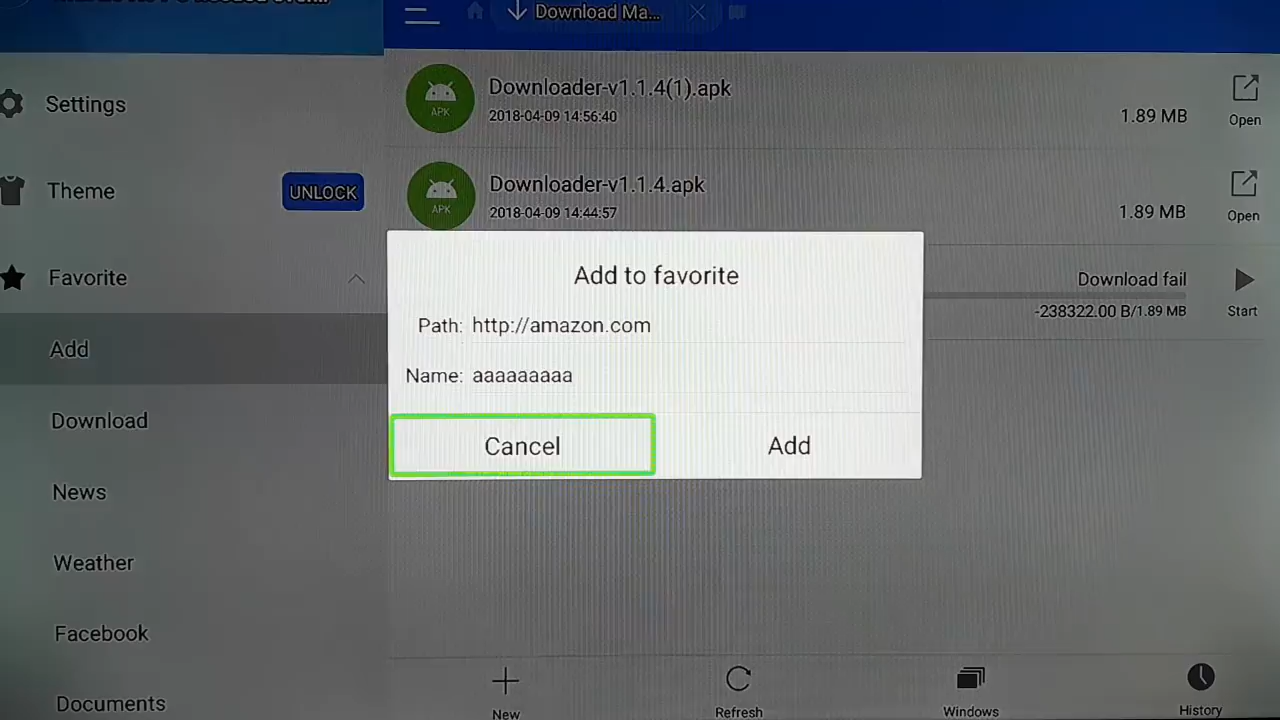 Download Ma...
Settings
Theme
UNLOCK
Favorite
Add
Download
News
Weather
Facebook
Documents
APK
Downloader-v1.1.4(1).apk
2018-04-09 14:56:40
1.89 MB
Open
APK
Downloader-v1.1.4.apk
2018-04-09 14:44:57
1.89 MB
Open
Download fail
-238322.00 B/1.89 MB
Start
Add to favorite
Path: http://amazon.com
Name: aaaaaaaaa
Cancel
Add
New
Refresh
Windows
History